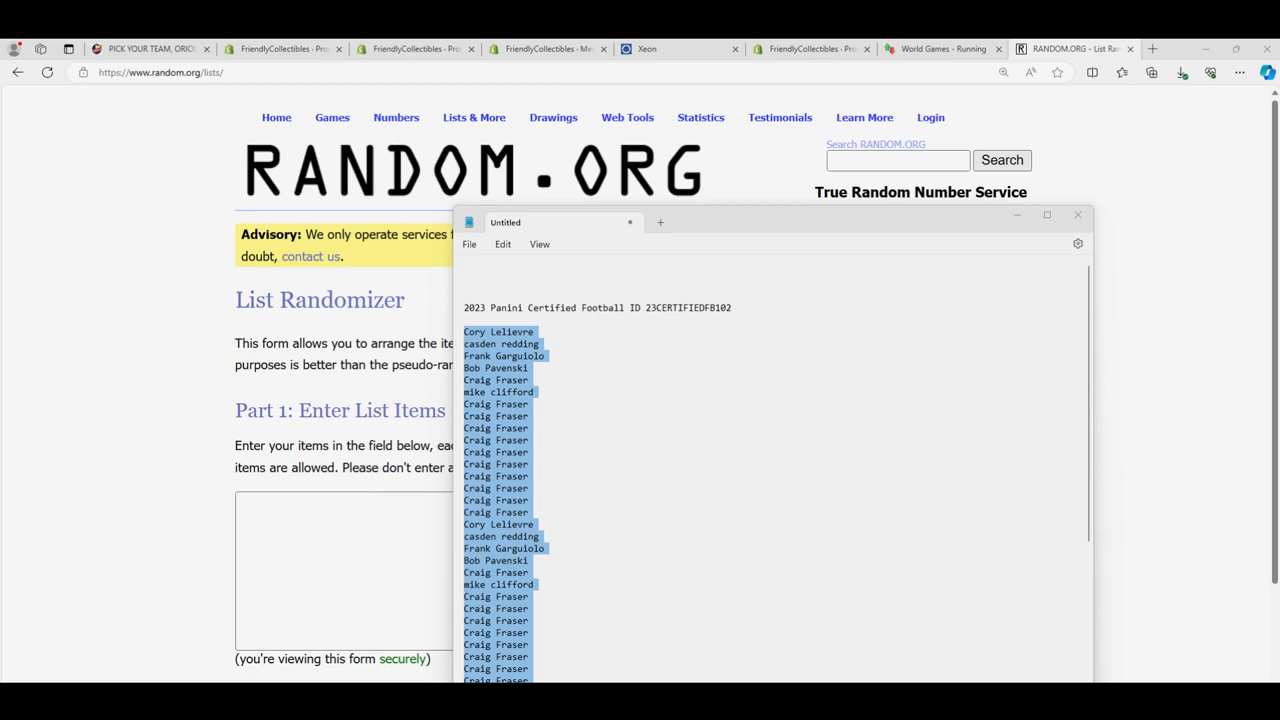 PICK YOUR TEAM, ORIOL
FriendlyCollectibles - Pro
FriendlyCollectibles - Pro
FriendlyCollectibles - Me
Xeon
FriendlyCollectibles - Pro
World Games - Running
RANDOM.ORG - List Ran
https://www.random.org/lists/
Home Games Numbers Lists & More Drawings Web Tools Statistics Testimonials Learn More Login
RANDOM.ORG
Search RANDOM.ORG
Search
True Random Number Service
Advisory: We only operate services f
doubt, contact us.
List Randomizer
This form allows you to arrange the ite
purposes is better than the pseudo-ran
Part 1: Enter List Items
Enter your items in the field below, eac
items are allowed. Please don't enter a
(you're viewing this form securely)
Untitled
File Edit View
2023 Panini Certified Football ID 23CERTIFIEDFB102
Cory Lelievre
casden redding
Frank Garguiolo
Bob Pavenski
Craig Fraser
mike clifford
Craig Fraser
Craig Fraser
Craig Fraser
Craig Fraser
Craig Fraser
Craig Fraser
Craig Fraser
Craig Fraser
Craig Fraser
Craig Fraser
Cory Lelievre
casden redding
Frank Garguiolo
Bob Pavenski
Craig Fraser
mike clifford
Craig Fraser
Craig Fraser
Craig Fraser
Craig Fraser
Craig Fraser
Craig Fraser
Craig Fraser
Craig Fraser